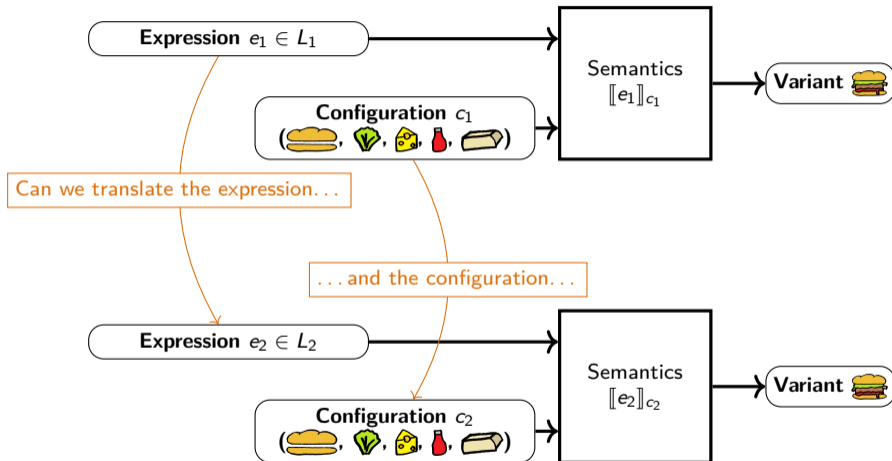 Expression e₁ ∈ L₁
Configuration c₁
( , , , , )
Semantics
⟦e₁⟧c₁
Variant
Can we translate the expression. . .
. . . and the configuration. . .
Expression e₂ ∈ L₂
Configuration c₂
( , , , , )
Semantics
⟦e₂⟧c₂
Variant